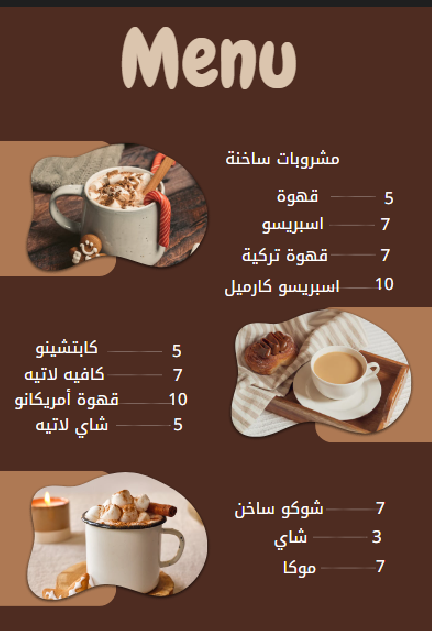 Menu
مشروبات ساخنة
قهوة 5
اسبريسو 7
قهوة تركية 7
اسبريسو كارميل 10
كابتشينو 5
كافيه لاتيه 7
قهوة أمريكانو 10
شاي لاتيه 5
شوكو ساخن 7
شاي 3
موكا 7